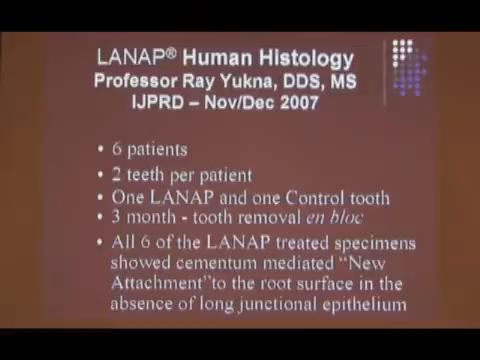 LANAP® Human Histology
Professor Ray Yukna, DDS, MS
IJPRD – Nov/Dec 2007
• 6 patients
• 2 teeth per patient
• One LANAP and one Control tooth
• 3 month - tooth removal en bloc
• All 6 of the LANAP treated specimens
showed cementum mediated “New
Attachment”to the root surface in the
absence of long junctional epithelium